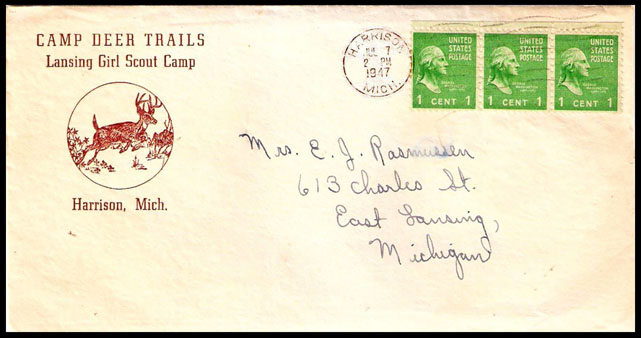 CAMP DEER TRAILS
Lansing Girl Scout Camp
Harrison, Mich.
HARRISON
JUL 7
2 PM
1947
MICH.
UNITED
STATES
POSTAGE
1 CENT 1
UNITED
STATES
POSTAGE
1 CENT 1
UNITED
STATES
POSTAGE
1 CENT 1
Mrs. E. J. Rasmussen
613 Charles St.
East Lansing,
Michigan